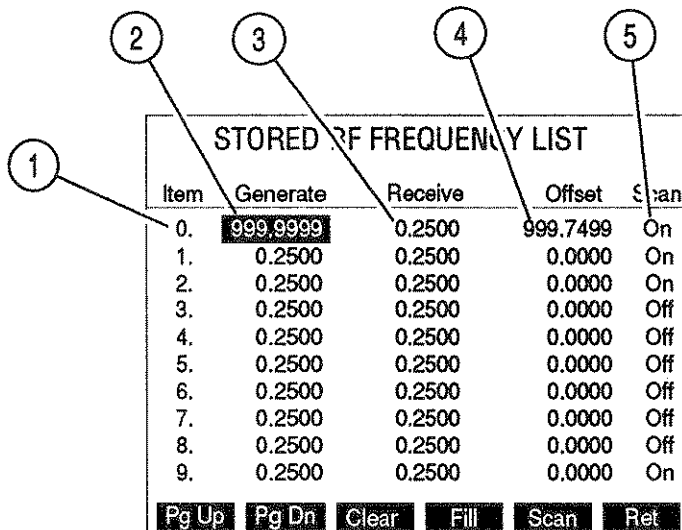 2 3 4 5
1
STORED RF FREQUENCY LIST
Item Generate Receive Offset Scan
0. 999.9999 0.2500 999.7499 On
1. 0.2500 0.2500 0.0000 On
2. 0.2500 0.2500 0.0000 On
3. 0.2500 0.2500 0.0000 Off
4. 0.2500 0.2500 0.0000 Off
5. 0.2500 0.2500 0.0000 Off
6. 0.2500 0.2500 0.0000 Off
7. 0.2500 0.2500 0.0000 Off
8. 0.2500 0.2500 0.0000 Off
9. 0.2500 0.2500 0.0000 On
Pg Up Pg Dn Clear Fill Scan Ret